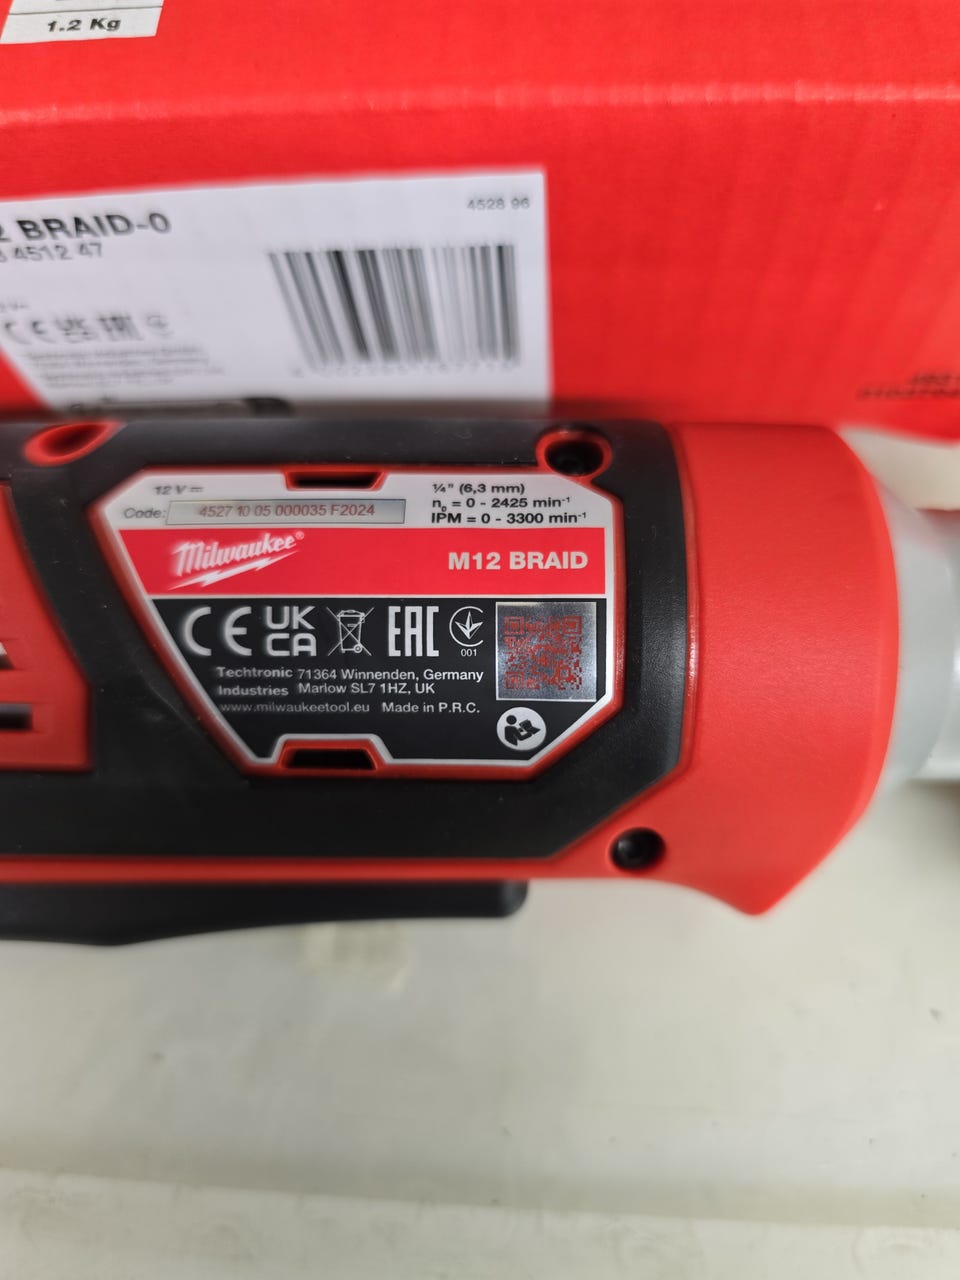 1.2 Kg
BRAID-0
4512 47
4528 96
12 V
Code: 4527 10 05 000035 F2024
¼" (6,3 mm)
n₀ = 0 - 2425 min⁻¹
IPM = 0 - 3300 min⁻¹
Milwaukee®
M12 BRAID
CE UK CA EAC
001
Techtronic 71364 Winnenden, Germany
Industries Marlow SL7 1HZ, UK
www.milwaukeetool.eu Made in P.R.C.